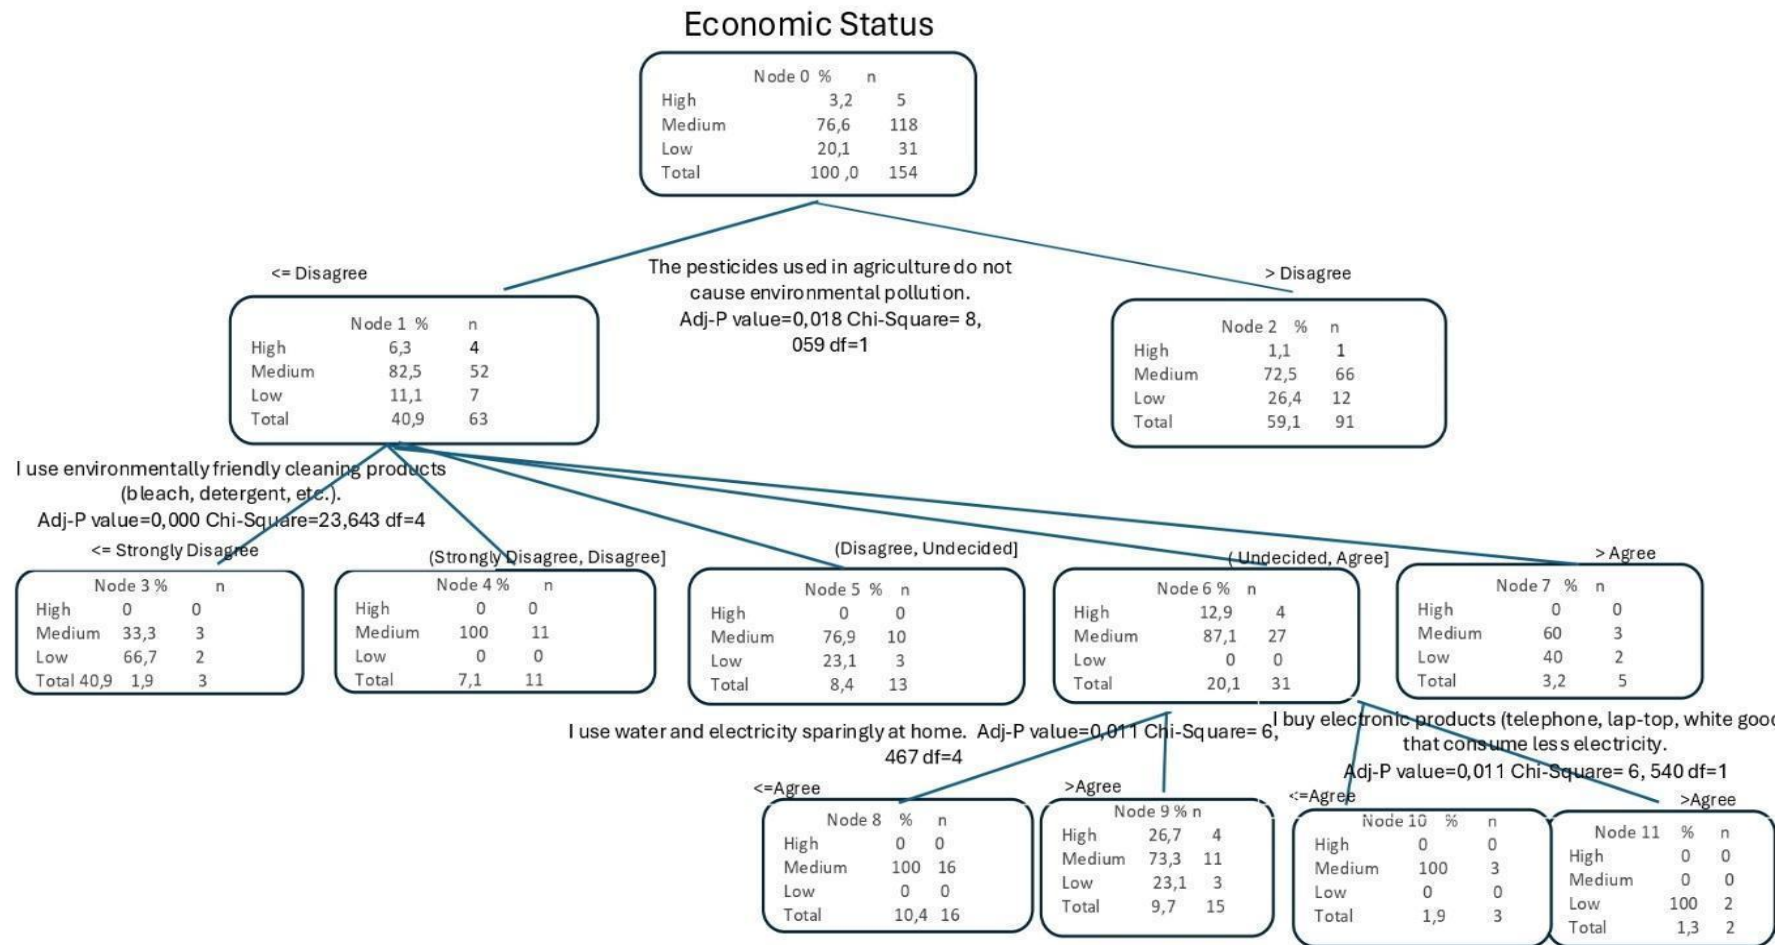 Economic Status
Node 0 % n
High 3,2 5
Medium 76,6 118
Low 20,1 31
Total 100 ,0 154
<= Disagree
The pesticides used in agriculture do not
cause environmental pollution.
Adj-P value=0,018 Chi-Square= 8,
059 df=1
> Disagree
Node 1 % n
High 6,3 4
Medium 82,5 52
Low 11,1 7
Total 40,9 63
Node 2 % n
High 1,1 1
Medium 72,5 66
Low 26,4 12
Total 59,1 91
I use environmentally friendly cleaning products
(bleach, detergent, etc.).
Adj-P value=0,000 Chi-Square=23,643 df=4
<= Strongly Disagree
(Strongly Disagree, Disagree]
(Disagree, Undecided]
( Undecided, Agree]
> Agree
Node 3 % n
High 0 0
Medium 33,3 3
Low 66,7 2
Total 40,9 1,9 3
Node 4 % n
High 0 0
Medium 100 11
Low 0 0
Total 7,1 11
Node 5 % n
High 0 0
Medium 76,9 10
Low 23,1 3
Total 8,4 13
Node 6 % n
High 12,9 4
Medium 87,1 27
Low 0 0
Total 20,1 31
Node 7 % n
High 0 0
Medium 60 3
Low 40 2
Total 3,2 5
I use water and electricity sparingly at home. Adj-P value=0,011 Chi-Square= 6,
467 df=4
I buy electronic products (telephone, lap-top, white good
that consume less electricity.
Adj-P value=0,011 Chi-Square= 6, 540 df=1
<=Agree
>Agree
<=Agree
>Agree
Node 8 % n
High 0 0
Medium 100 16
Low 0 0
Total 10,4 16
Node 9 % n
High 26,7 4
Medium 73,3 11
Low 23,1 3
Total 9,7 15
Node 10 % n
High 0 0
Medium 100 3
Low 0 0
Total 1,9 3
Node 11 % n
High 0 0
Medium 0 0
Low 100 2
Total 1,3 2